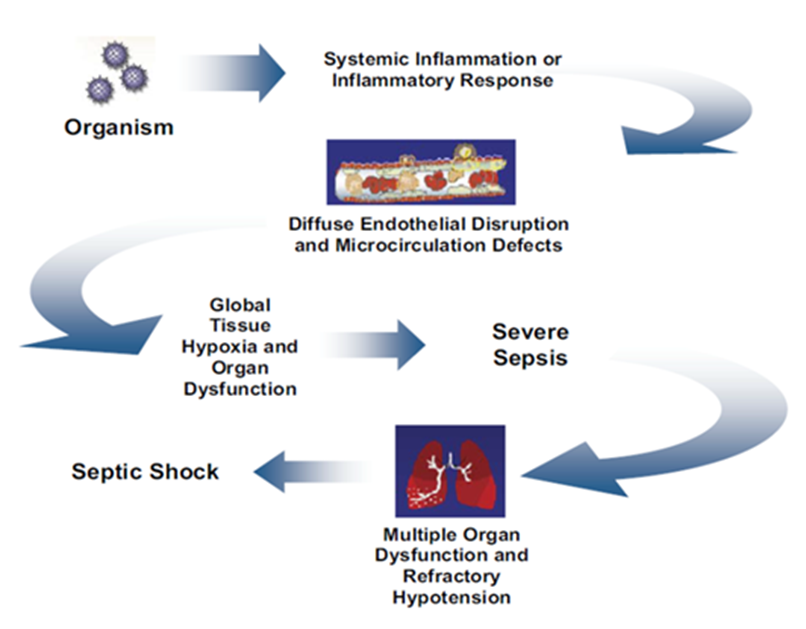 Organism
Systemic Inflammation or
Inflammatory Response
Diffuse Endothelial Disruption
and Microcirculation Defects
Global
Tissue
Hypoxia and
Organ
Dysfunction
Severe
Sepsis
Multiple Organ
Dysfunction and
Refractory
Hypotension
Septic Shock